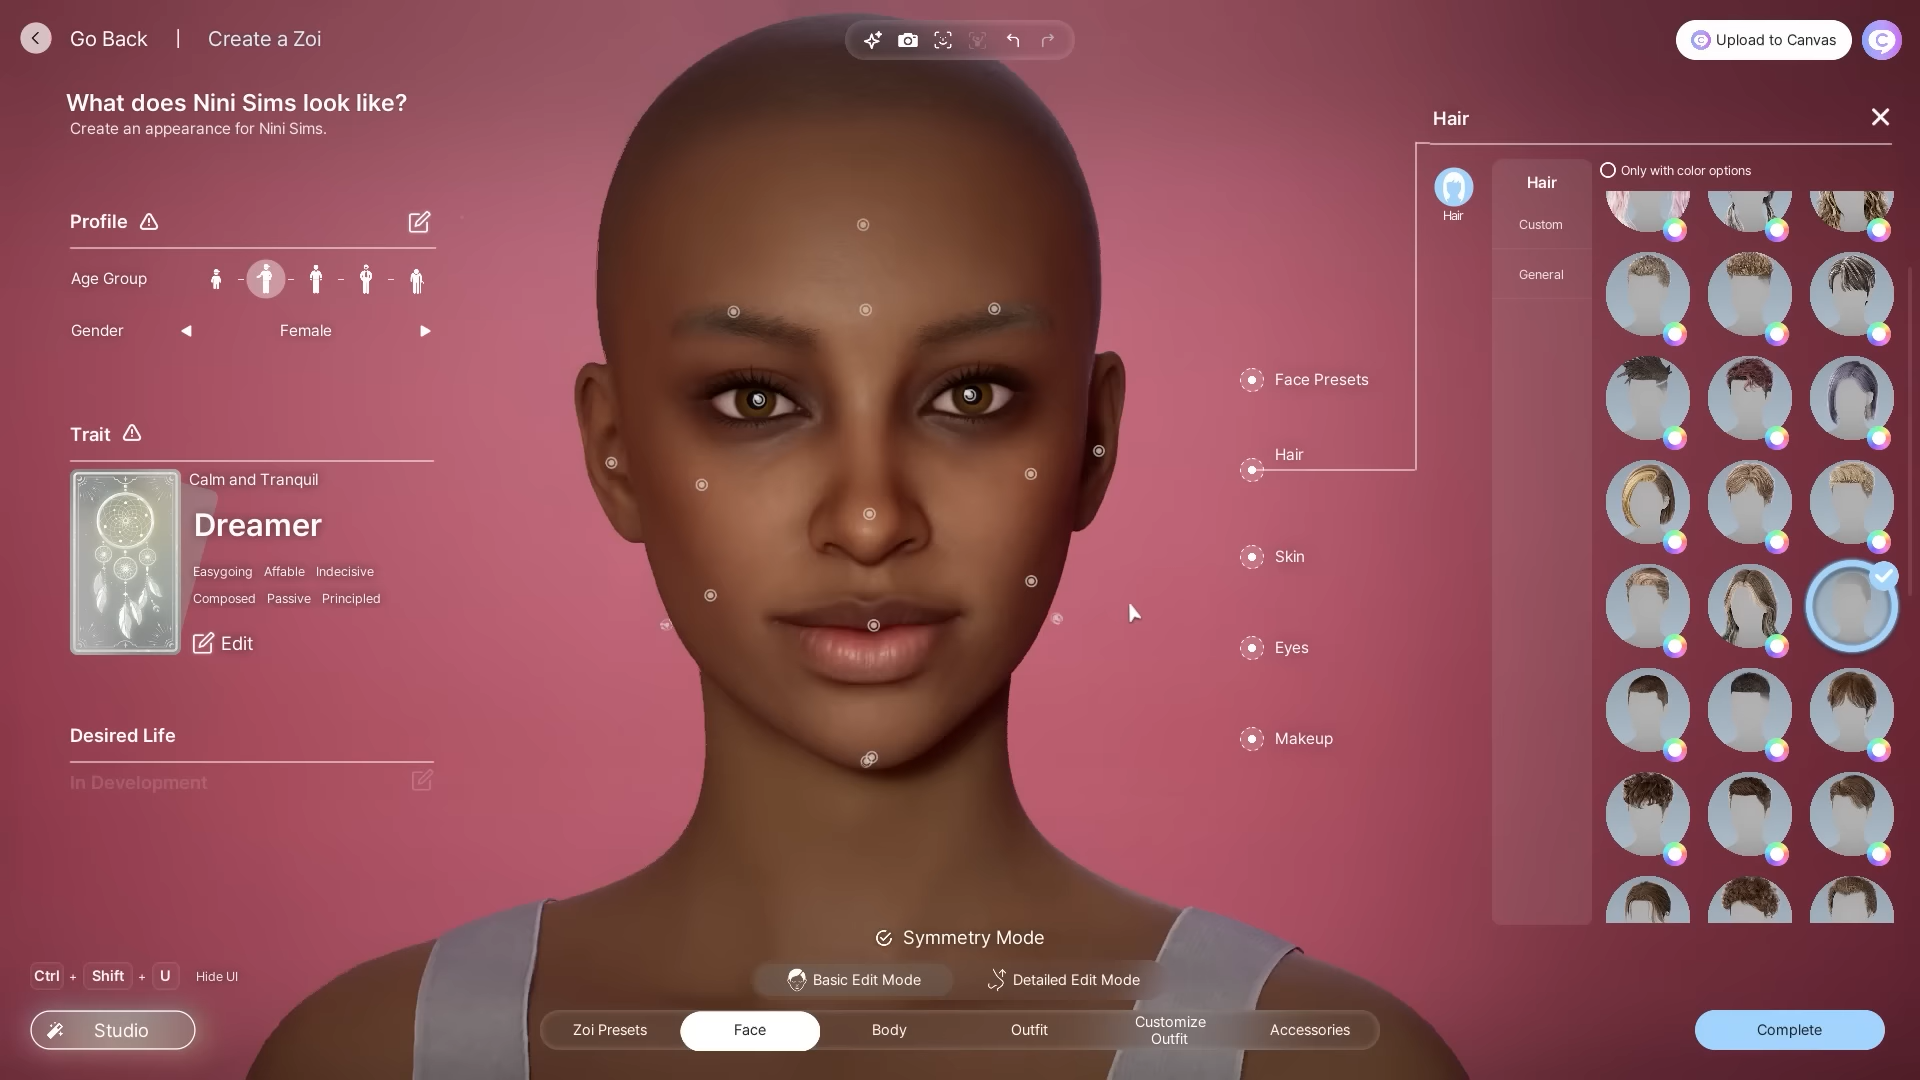 Go Back | Create a Zoi
Upload to Canvas
What does Nini Sims look like?
Create an appearance for Nini Sims.
Profile
Age Group
Gender Female
Trait
Calm and Tranquil
Dreamer
Easygoing Affable Indecisive
Composed Passive Principled
Edit
Desired Life
In Development
Ctrl + Shift + U Hide UI
Studio
Face Presets
Hair
Skin
Eyes
Makeup
Hair
Hair
Hair
Custom
General
Only with color options
Symmetry Mode
Basic Edit Mode Detailed Edit Mode
Zoi Presets Face Body Outfit Customize Outfit Accessories
Complete